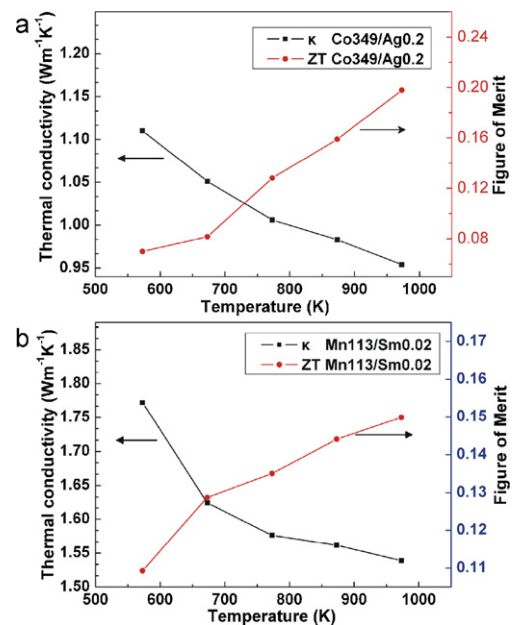 a
κ Co349/Ag0.2
ZT Co349/Ag0.2
Thermal conductivity (Wm⁻¹K⁻¹)
1.20
1.15
1.10
1.05
1.00
0.95
0.24
0.20
0.16
0.12
0.08
Figure of Merit
500 600 700 800 900 1000
Temperature (K)
b
κ Mn113/Sm0.02
ZT Mn113/Sm0.02
Thermal conductivity (Wm⁻¹K⁻¹)
1.85
1.80
1.75
1.70
1.65
1.60
1.55
1.50
0.17
0.16
0.15
0.14
0.13
0.12
0.11
Figure of Merit
500 600 700 800 900 1000
Temperature (K)